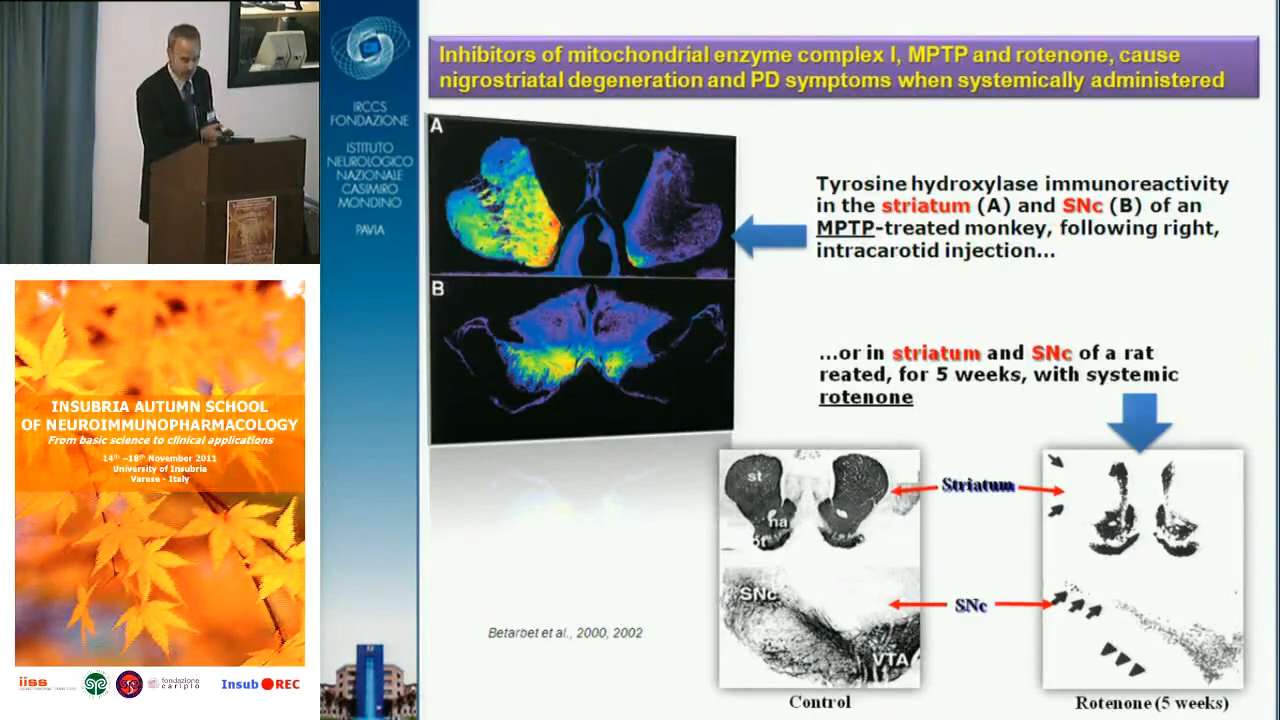 IRCCS
FONDAZIONE
ISTITUTO
NEUROLOGICO
NAZIONALE
CASIMIRO
MONDINO
PAVIA
Inhibitors of mitochondrial enzyme complex I, MPTP and rotenone, cause
nigrostriatal degeneration and PD symptoms when systemically administered
A
B
Tyrosine hydroxylase immunoreactivity
in the striatum (A) and SNc (B) of an
MPTP-treated monkey, following right,
intracarotid injection...
...or in striatum and SNc of a rat
reated, for 5 weeks, with systemic
rotenone
st
na
ot
Striatum
SNc
SNc
VTA
Control
Rotenone (5 weeks)
Betarbet et al., 2000, 2002
INSUBRIA AUTUMN SCHOOL
OF NEUROIMMUNOPHARMACOLOGY
From basic science to clinical applications
14th –18th November 2011
University of Insubria
Varese - Italy
iiss
fondazione
cariplo
Insub REC